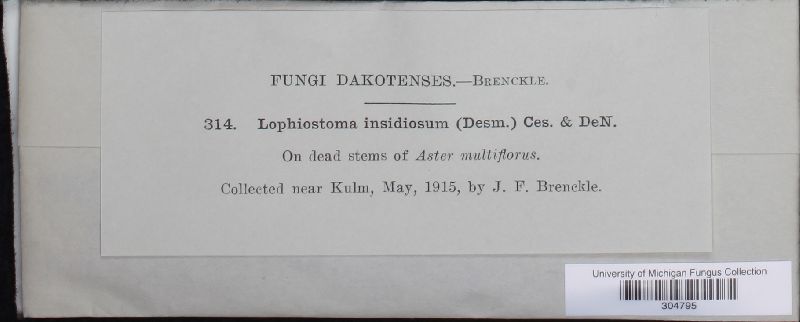 FUNGI DAKOTENSES.—BRENCKLE.
314. Lophiostoma insidiosum (Desm.) Ces. & DeN.
On dead stems of Aster multiflorus.
Collected near Kulm, May, 1915, by J. F. Brenckle.
University of Michigan Fungus Collection
304795